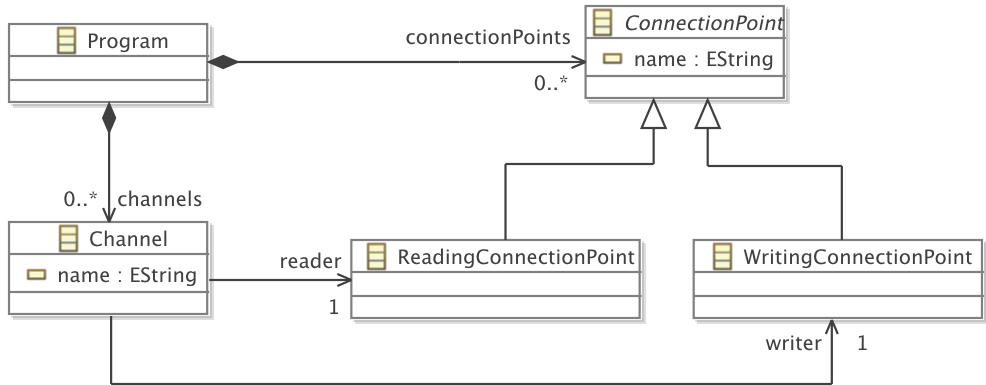 Program
connectionPoints
0..*
ConnectionPoint
name : EString
0..*
channels
Channel
name : EString
reader
1
ReadingConnectionPoint
WritingConnectionPoint
writer
1